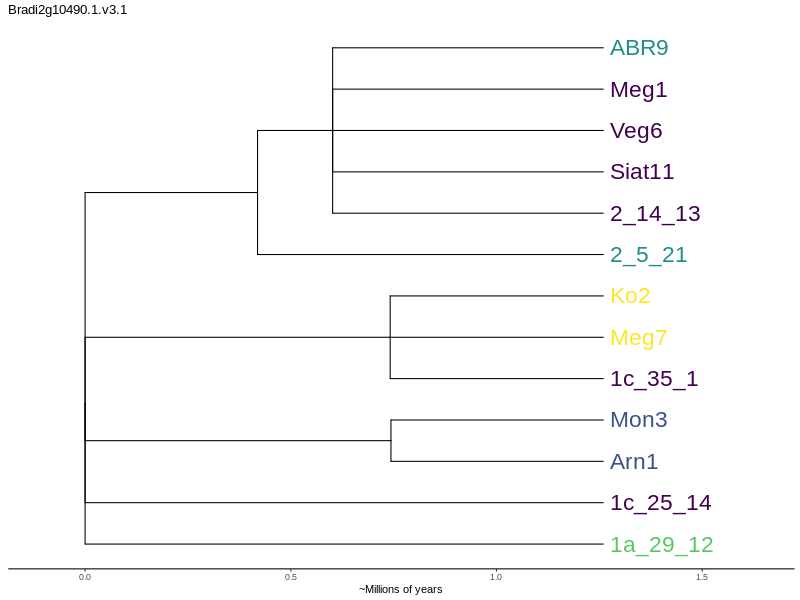 Bradi2g10490.1.v3.1
ABR9
Meg1
Veg6
Siat11
2_14_13
2_5_21
Ko2
Meg7
1c_35_1
Mon3
Arn1
1c_25_14
1a_29_12
0.0 0.5 1.0 1.5
~Millions of years